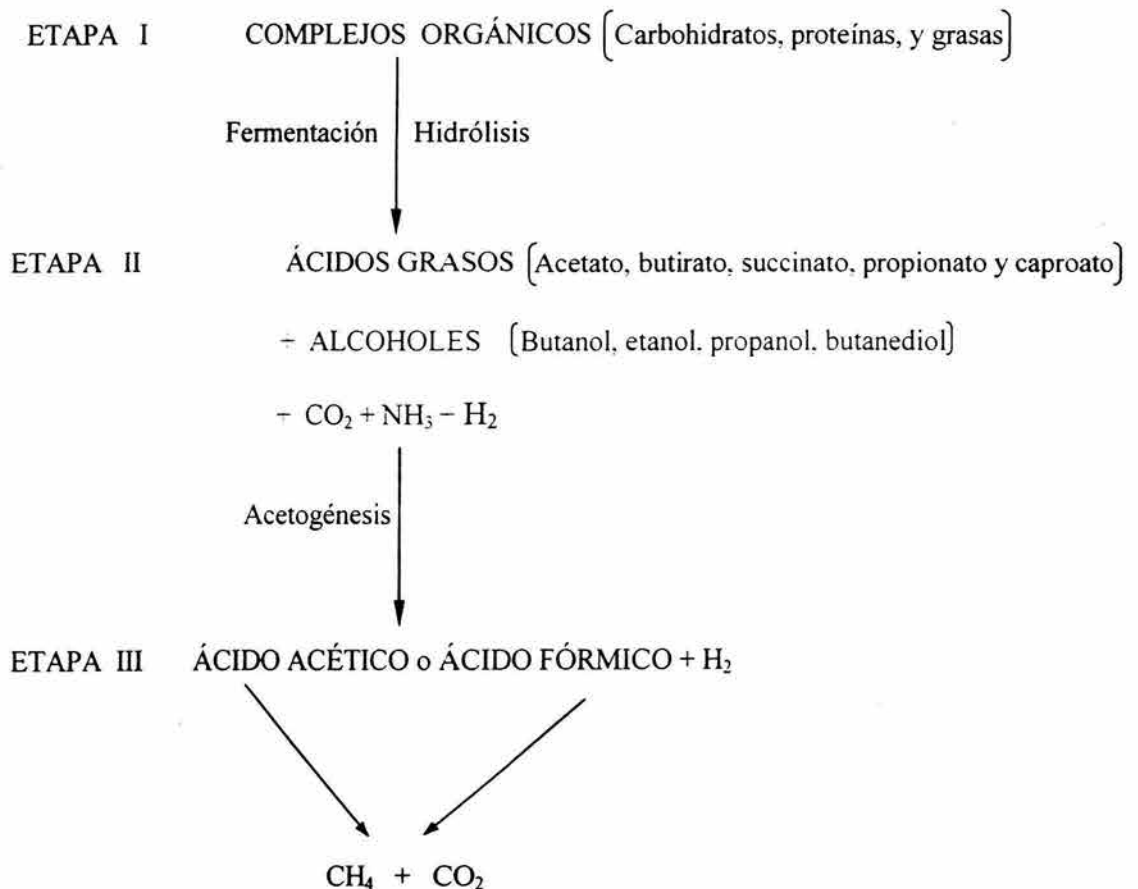 ETAPA I COMPLEJOS ORGÁNICOS [Carbohidratos, proteínas, y grasas]
Fermentación Hidrólisis
ETAPA II ÁCIDOS GRASOS [Acetato, butirato, succinato, propionato y caproato]
+ ALCOHOLES [Butanol, etanol, propanol, butanediol]
+ CO₂ + NH₃ + H₂
Acetogénesis
ETAPA III ÁCIDO ACÉTICO o ÁCIDO FÓRMICO + H₂
CH₄ + CO₂